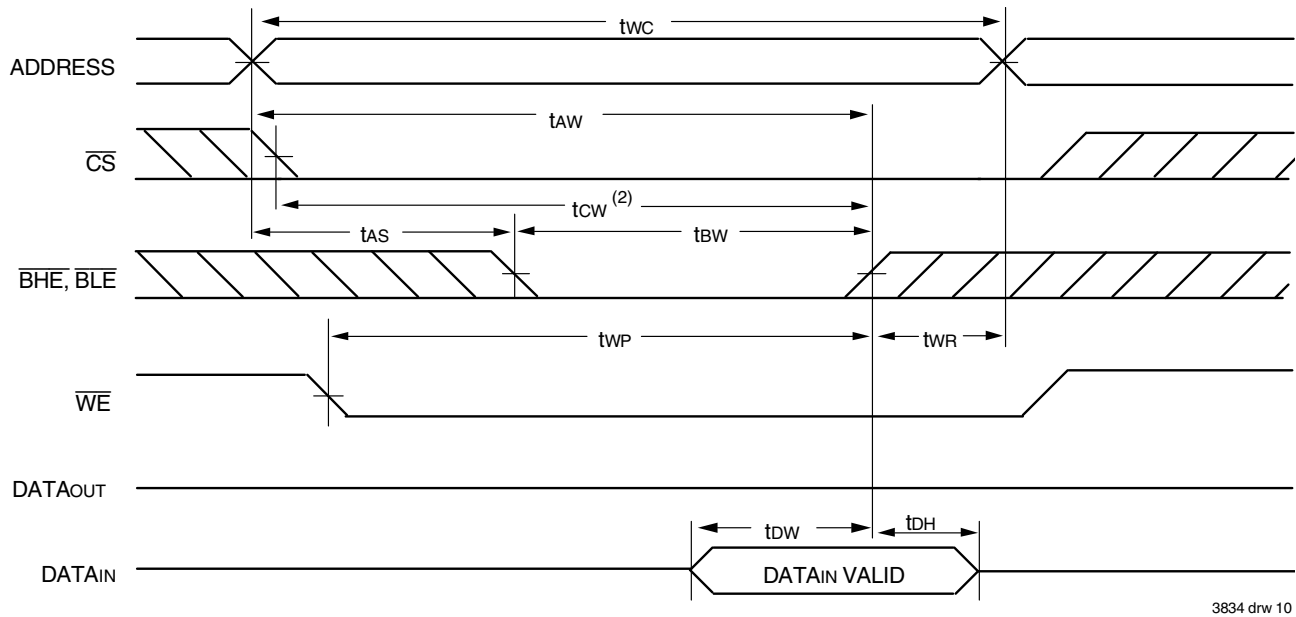 tWC
ADDRESS
tAW
CS
tCW (2)
tAS
tBW
BHE, BLE
tWP
tWR
WE
DATAOUT
tDW
tDH
DATAIN
DATAIN VALID
3834 drw 10